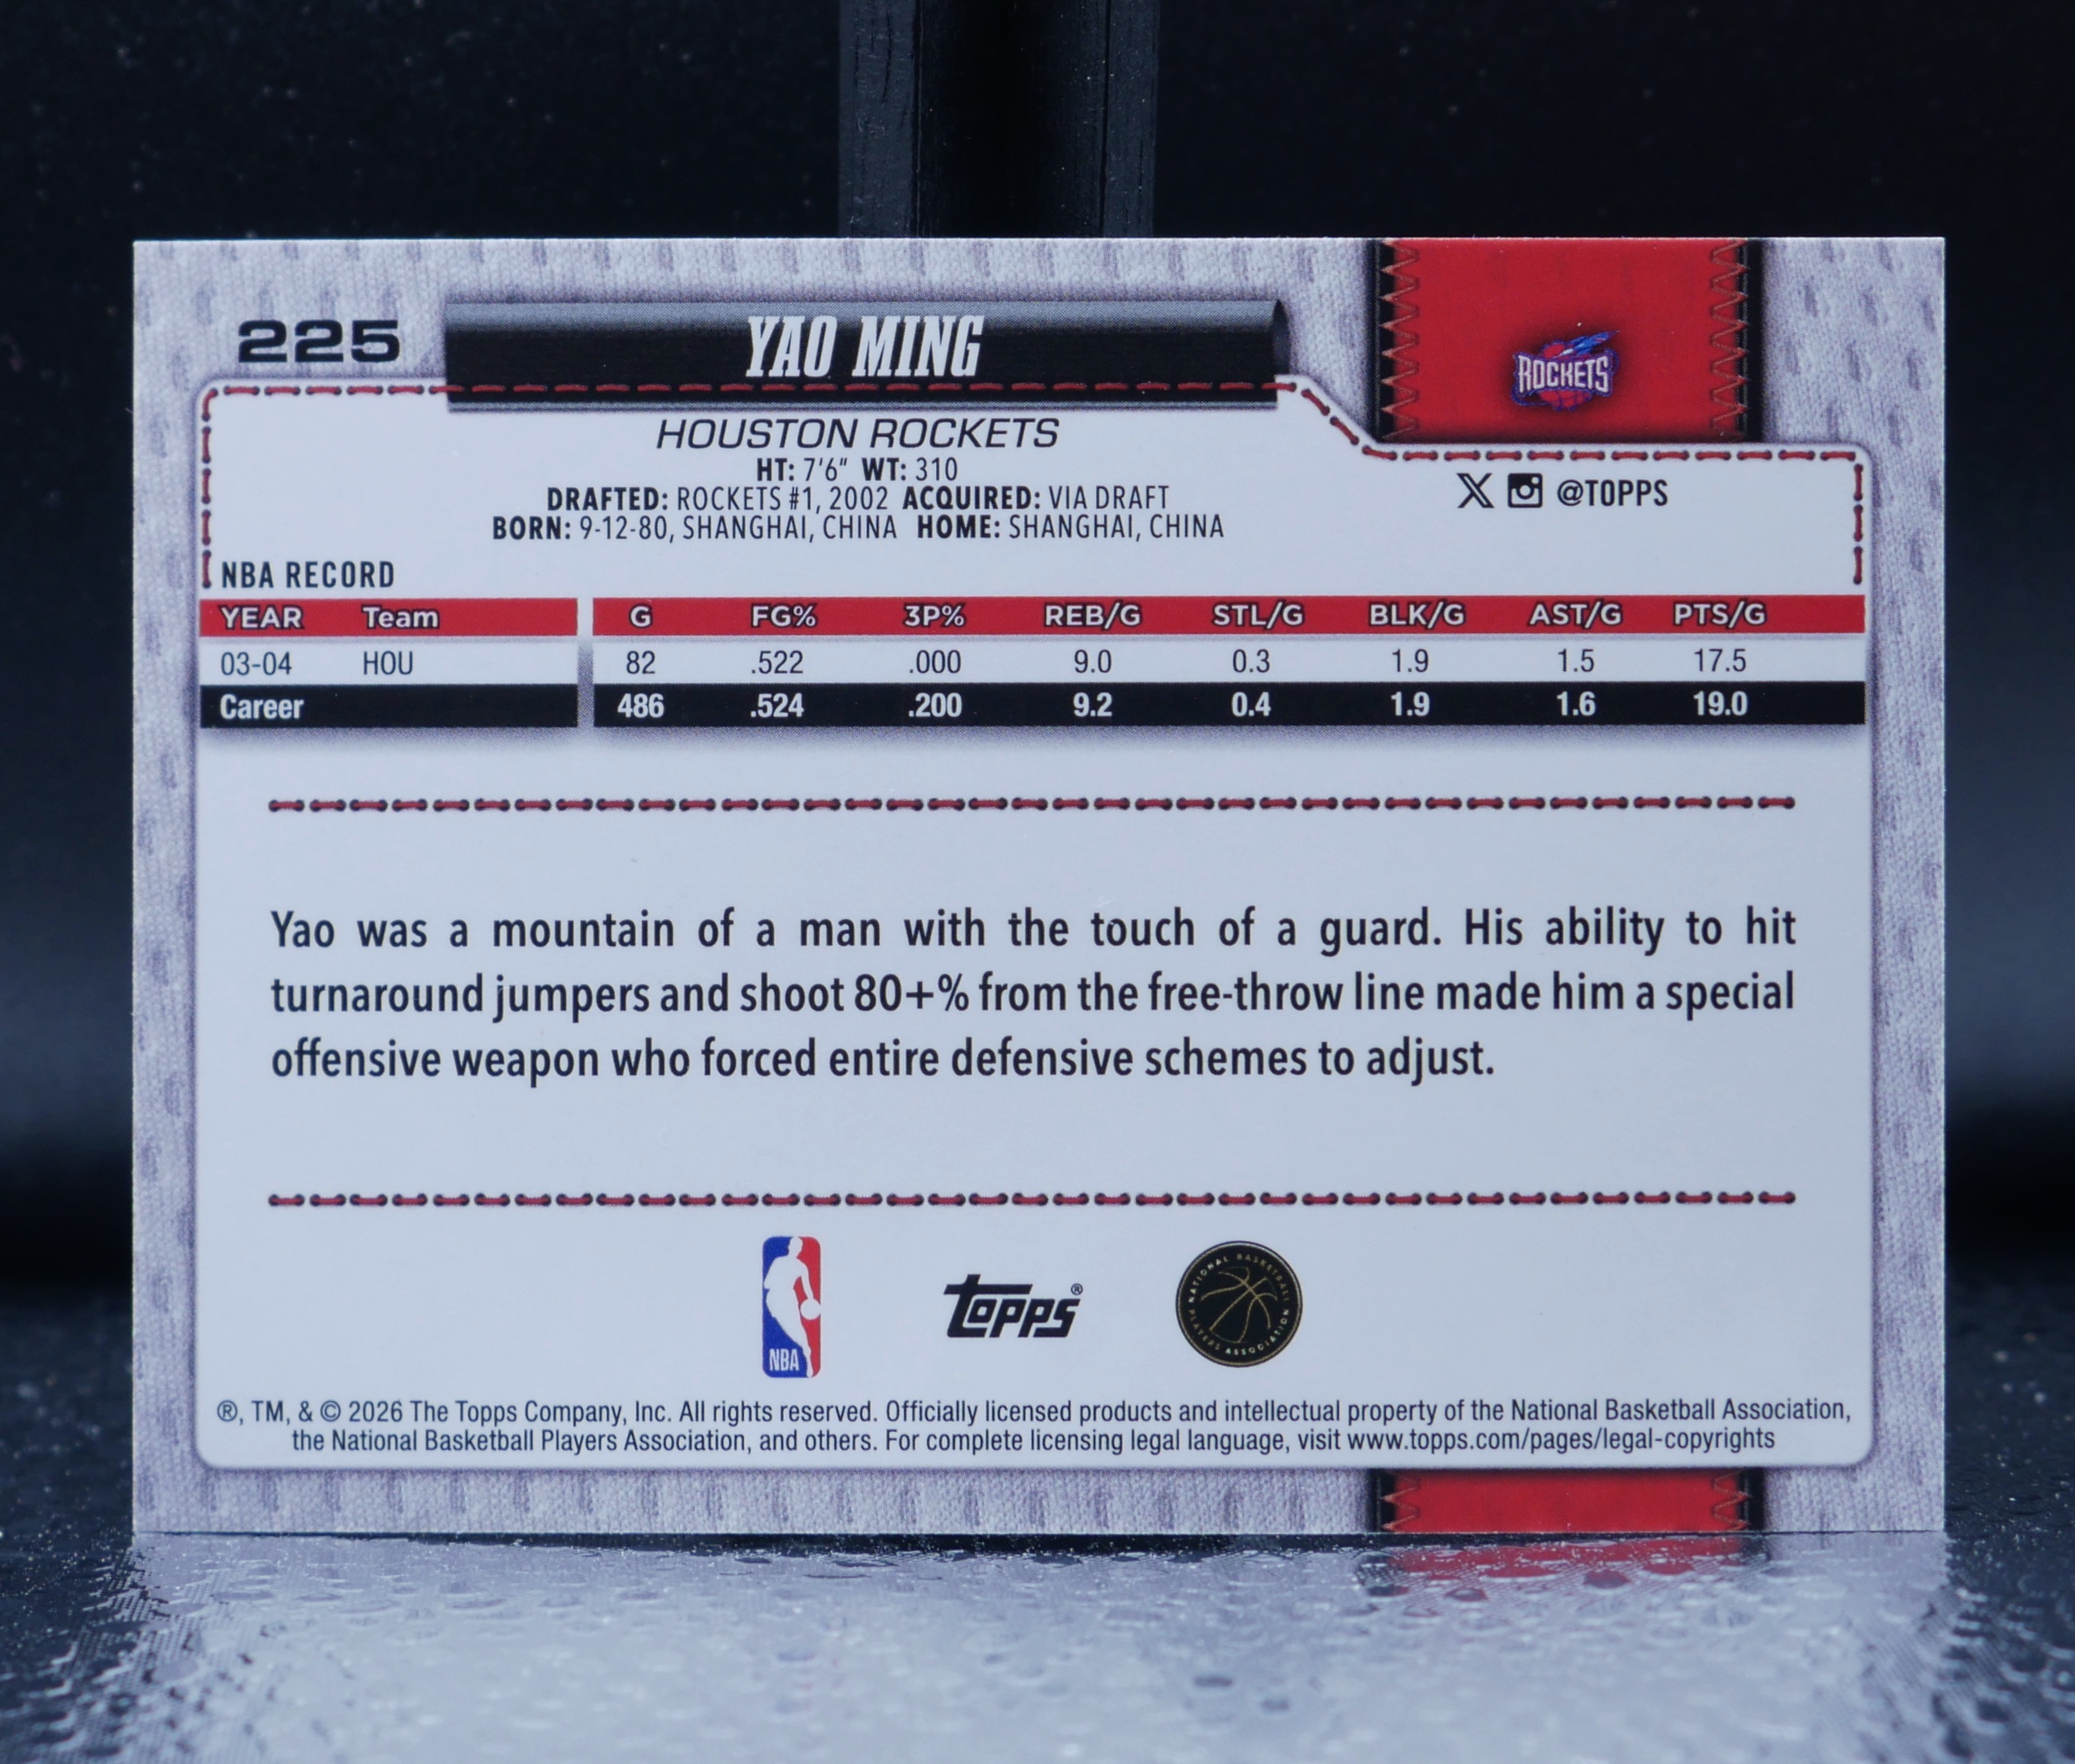 225
YAO MING
ROCKETS
HOUSTON ROCKETS
HT: 7'6" WT: 310
DRAFTED: ROCKETS #1, 2002 ACQUIRED: VIA DRAFT
BORN: 9-12-80, SHANGHAI, CHINA HOME: SHANGHAI, CHINA
@TOPPS
NBA RECORD
YEAR Team G FG% 3P% REB/G STL/G BLK/G AST/G PTS/G
03-04 HOU 82 .522 .000 9.0 0.3 1.9 1.5 17.5
Career 486 .524 .200 9.2 0.4 1.9 1.6 19.0
Yao was a mountain of a man with the touch of a guard. His ability to hit
turnaround jumpers and shoot 80+% from the free-throw line made him a special
offensive weapon who forced entire defensive schemes to adjust.
NBA
Topps®
NATIONAL BASKETBALL PLAYERS ASSOCIATION
®, TM, & © 2026 The Topps Company, Inc. All rights reserved. Officially licensed products and intellectual property of the National Basketball Association,
the National Basketball Players Association, and others. For complete licensing legal language, visit www.topps.com/pages/legal-copyrights